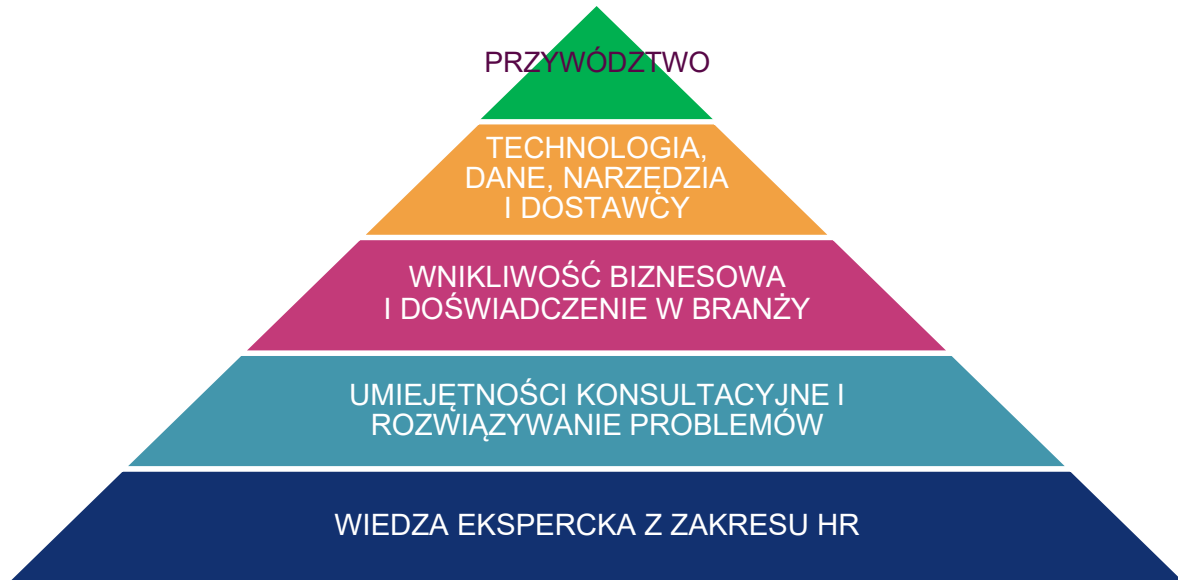 PRZYWÓDZTWO
TECHNOLOGIA,
DANE, NARZĘDZIA
I DOSTAWCY
WNIKLIWOŚĆ BIZNESOWA
I DOŚWIADCZENIE W BRANŻY
UMIEJĘTNOŚCI KONSULTACYJNE I
ROZWIĄZYWANIE PROBLEMÓW
WIEDZA EKSPERCKA Z ZAKRESU HR